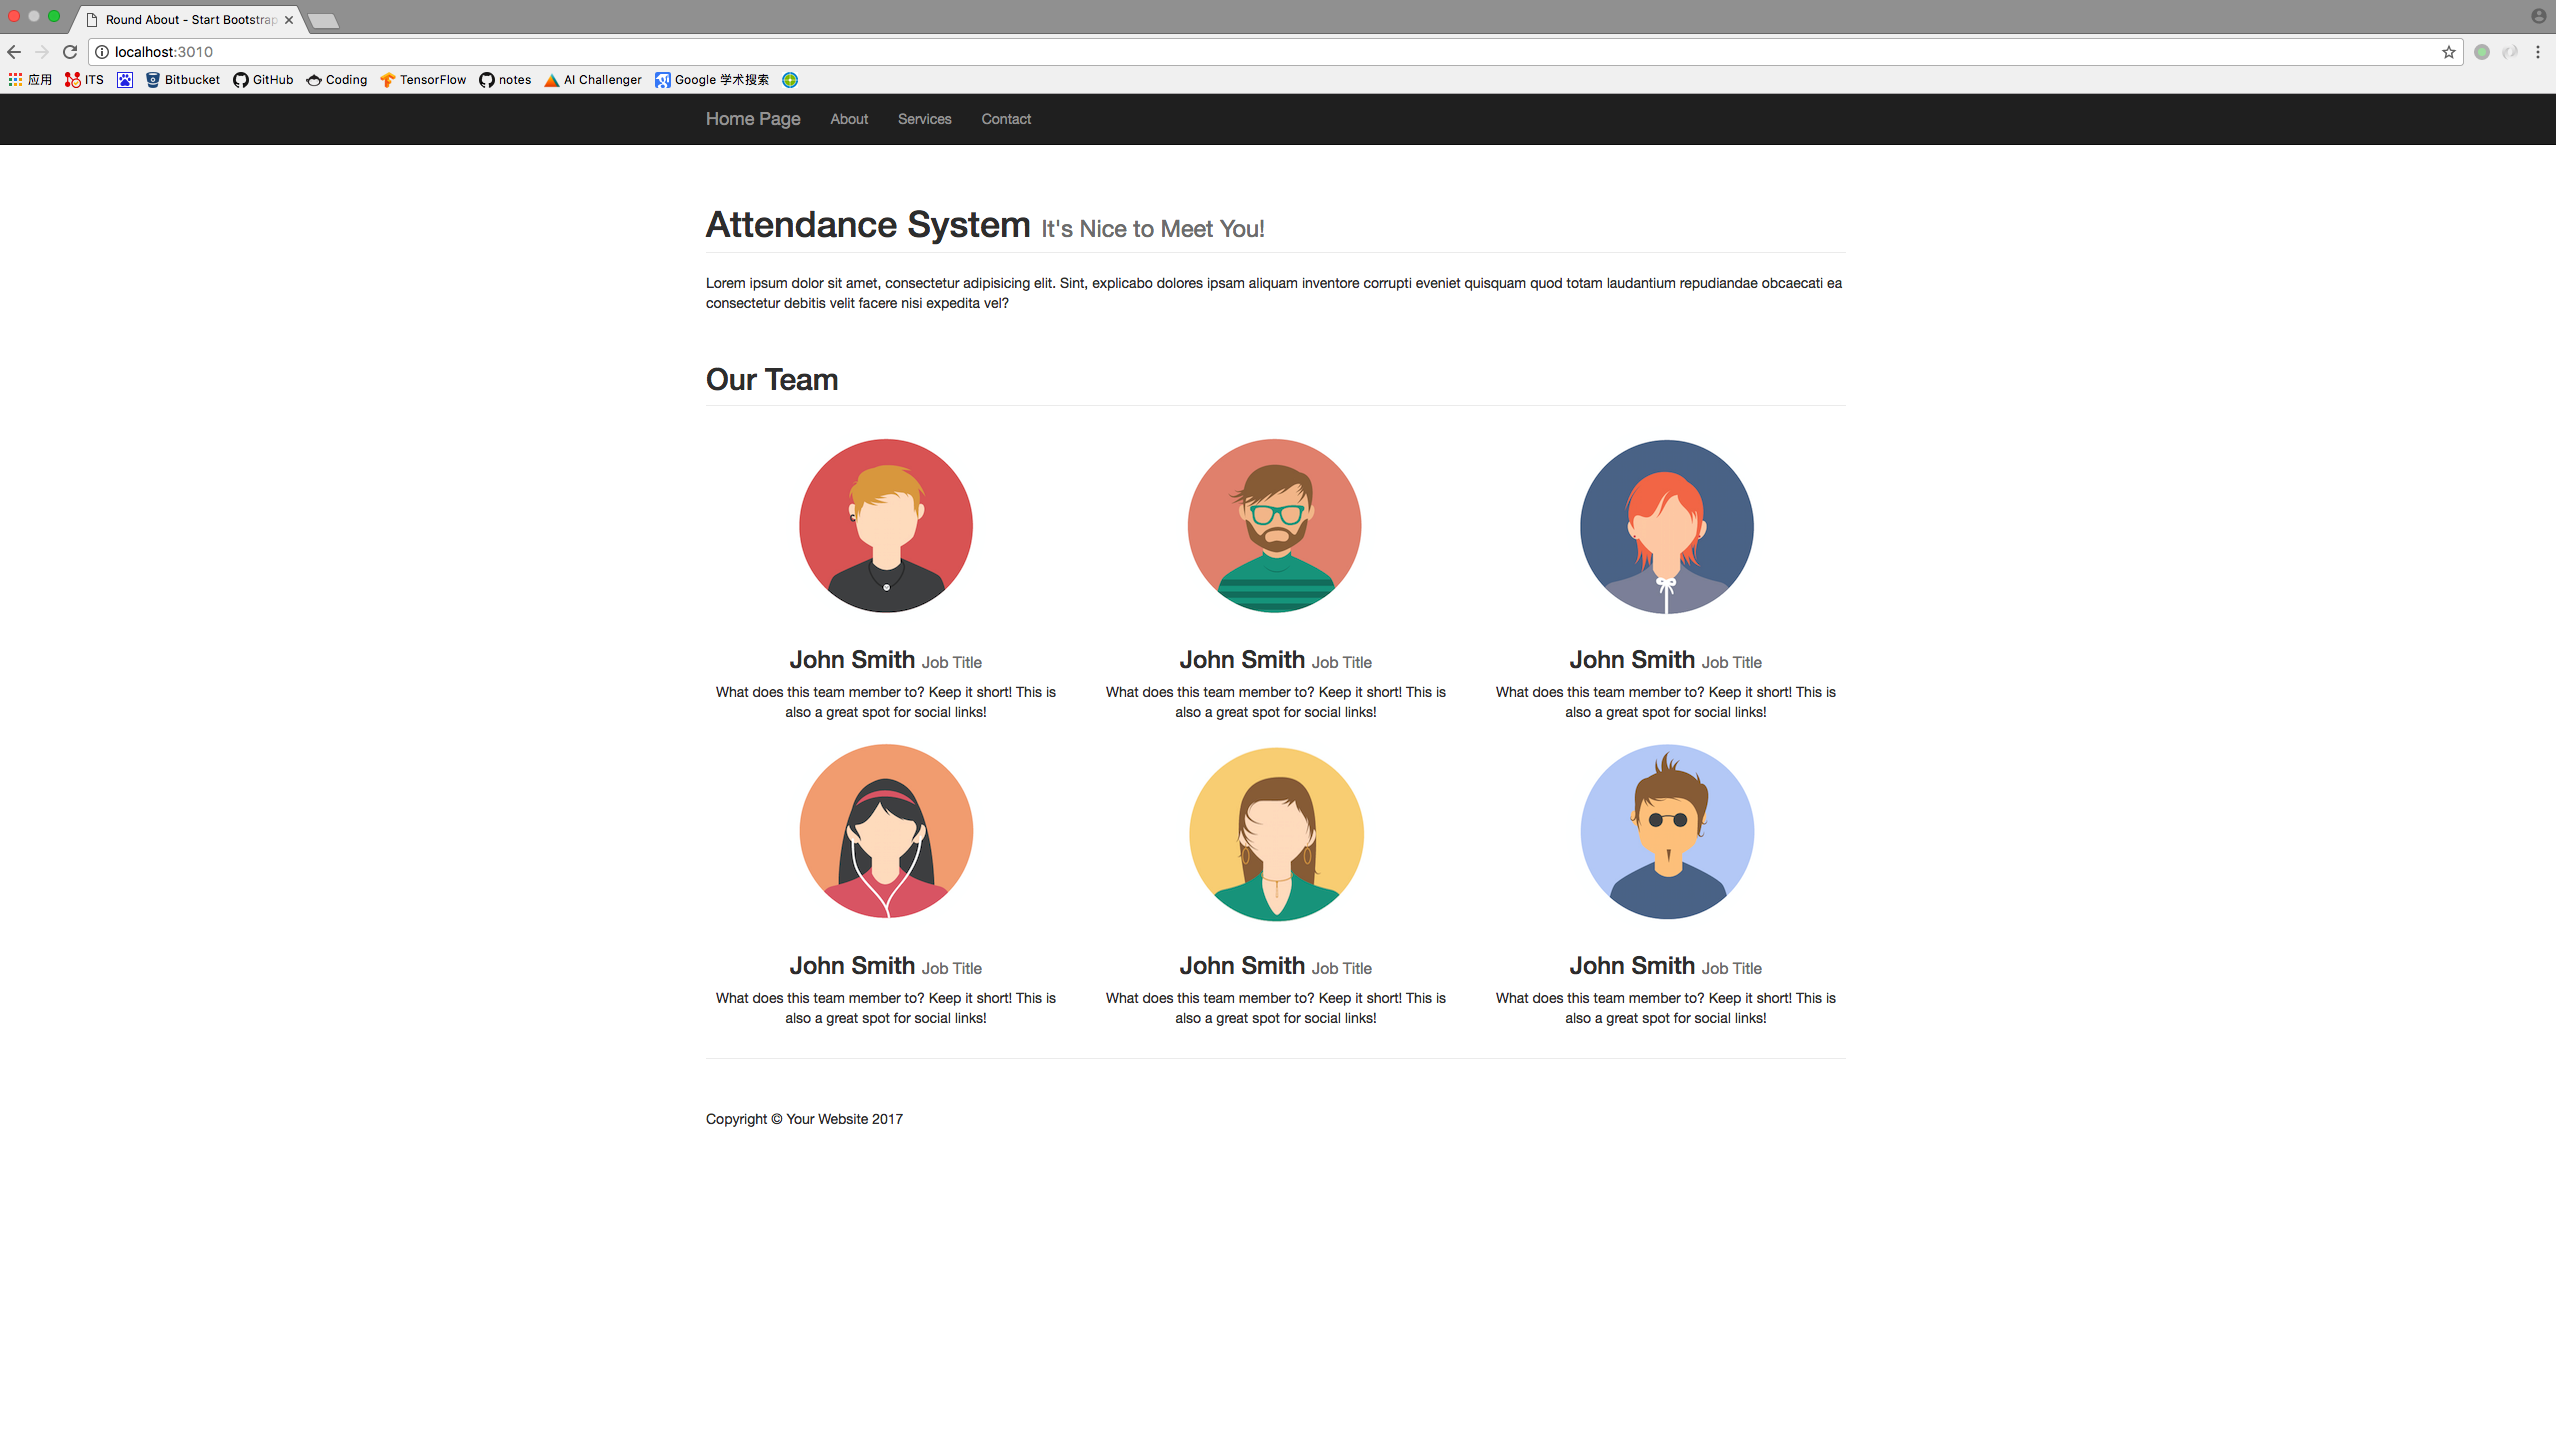 Round About - Start Bootstrap
localhost:3010
应用 ITS Bitbucket GitHub Coding TensorFlow notes AI Challenger Google 学术搜索
Home Page About Services Contact
Attendance System It's Nice to Meet You!
Lorem ipsum dolor sit amet, consectetur adipisicing elit. Sint, explicabo dolores ipsam aliquam inventore corrupti eveniet quisquam quod totam laudantium repudiandae obcaecati ea
consectetur debitis velit facere nisi expedita vel?
Our Team
John Smith Job Title
What does this team member to? Keep it short! This is
also a great spot for social links!
John Smith Job Title
What does this team member to? Keep it short! This is
also a great spot for social links!
John Smith Job Title
What does this team member to? Keep it short! This is
also a great spot for social links!
John Smith Job Title
What does this team member to? Keep it short! This is
also a great spot for social links!
John Smith Job Title
What does this team member to? Keep it short! This is
also a great spot for social links!
John Smith Job Title
What does this team member to? Keep it short! This is
also a great spot for social links!
Copyright © Your Website 2017